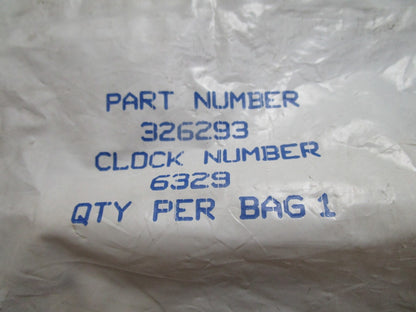 PART NUMBER
326293
CLOCK NUMBER
6329
QTY PER BAG 1